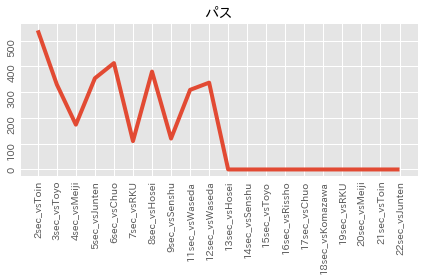 パス
500
400
300
200
100
0
2sec_vsToin
3sec_vsToyo
4sec_vsMeiji
5sec_vsJunten
6sec_vsChuo
7sec_vsRKU
8sec_vsHosei
9sec_vsSenshu
11sec_vsWaseda
12sec_vsWaseda
13sec_vsHosei
14sec_vsSenshu
15sec_vsToyo
16sec_vsRissho
17sec_vsChuo
18sec_vsKomazawa
19sec_vsRKU
20sec_vsMeiji
21sec_vsToin
22sec_vsJunten